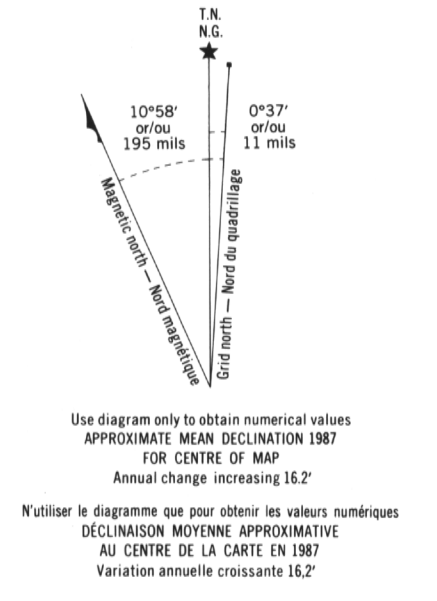 T.N.
N.G.
10°58'
or/ou
195 mils
0°37'
or/ou
11 mils
Magnetic north — Nord magnétique
Grid north — Nord du quadrillage
Use diagram only to obtain numerical values
APPROXIMATE MEAN DECLINATION 1987
FOR CENTRE OF MAP
Annual change increasing 16.2'
N'utiliser le diagramme que pour obtenir les valeurs numériques
DÉCLINAISON MOYENNE APPROXIMATIVE
AU CENTRE DE LA CARTE EN 1987
Variation annuelle croissante 16,2'